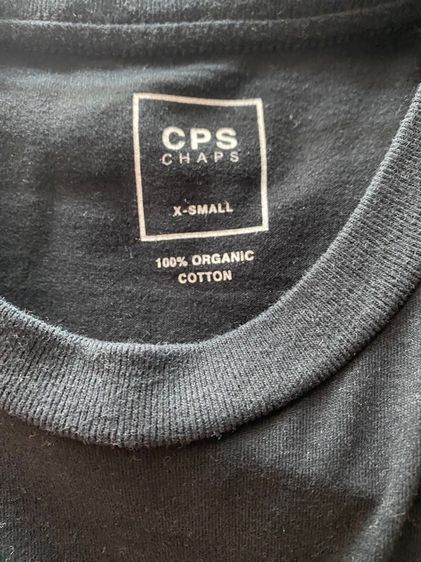 CPS
CHAPS
X-SMALL
100% ORGANIC
COTTON